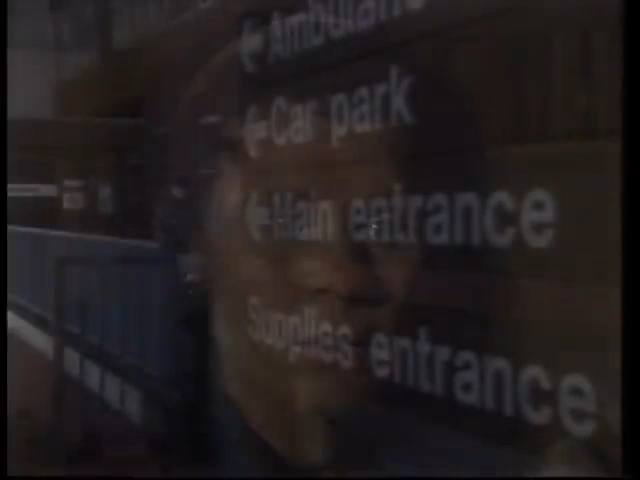 ← Ambulance
← Car park
← Main entrance
Supplies entrance